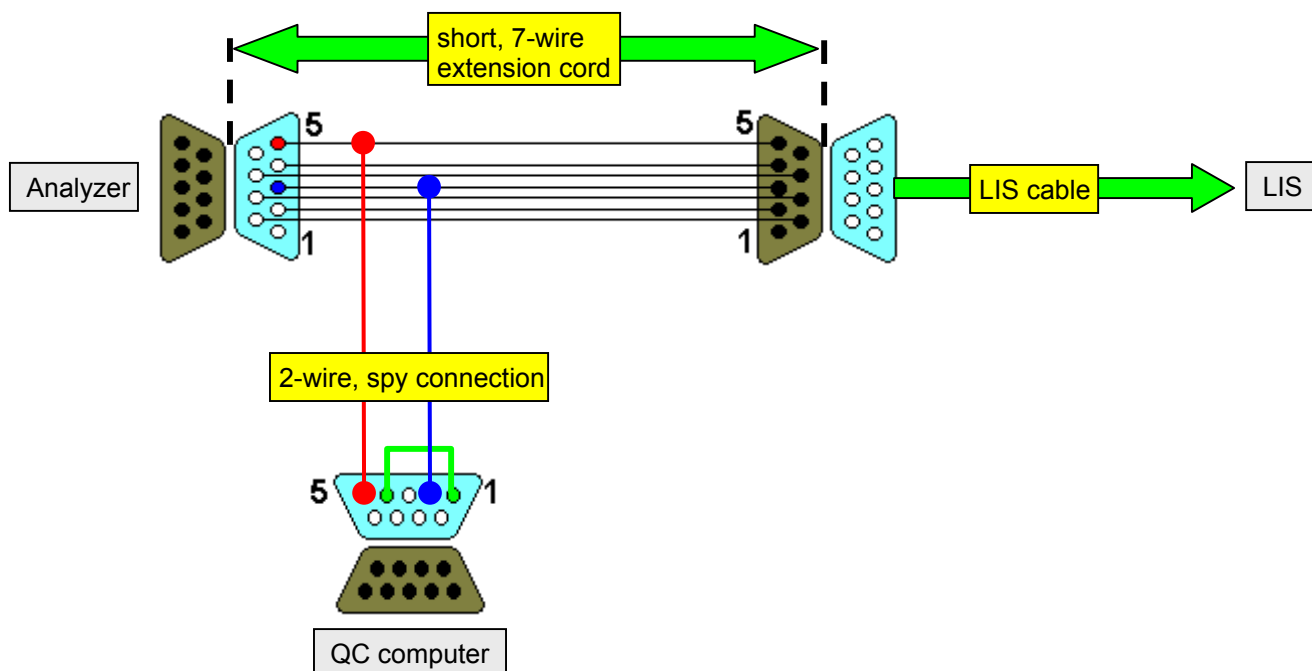 short, 7-wire
extension cord
5
5
Analyzer
LIS cable
LIS
1
1
2-wire, spy connection
5
1
QC computer